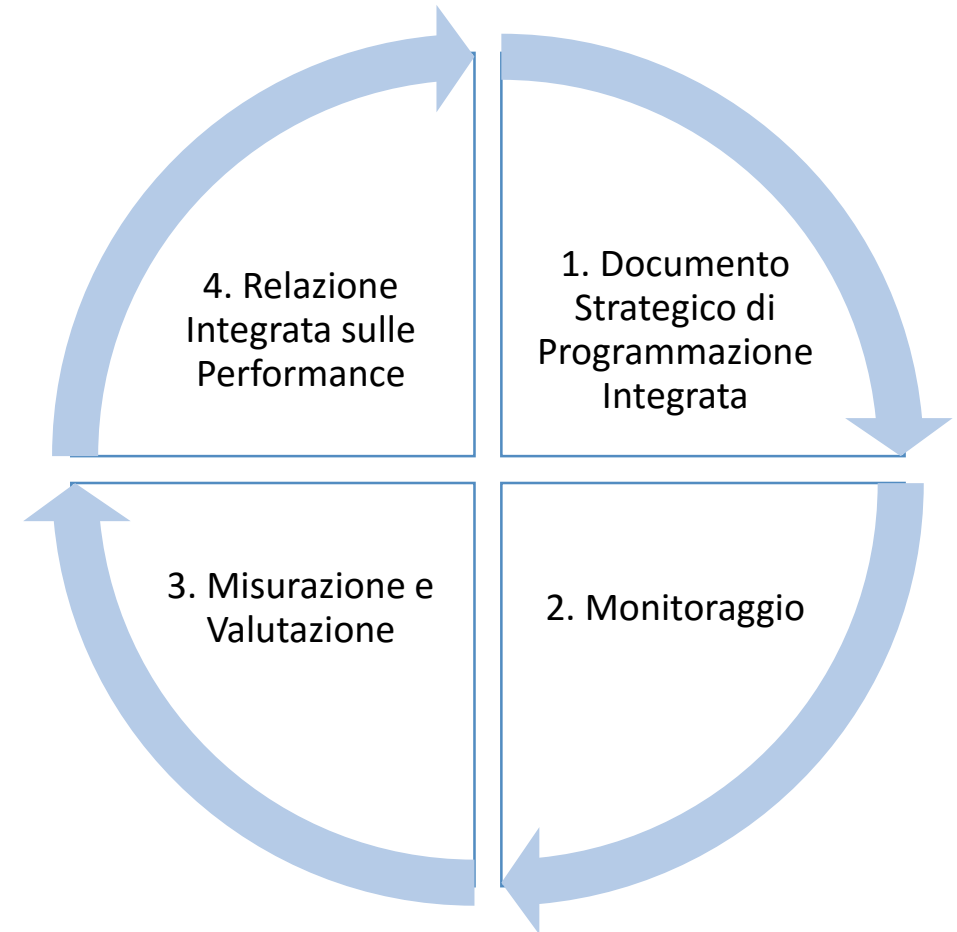 1. Documento
Strategico di
Programmazione
Integrata
2. Monitoraggio
3. Misurazione e
Valutazione
4. Relazione
Integrata sulle
Performance